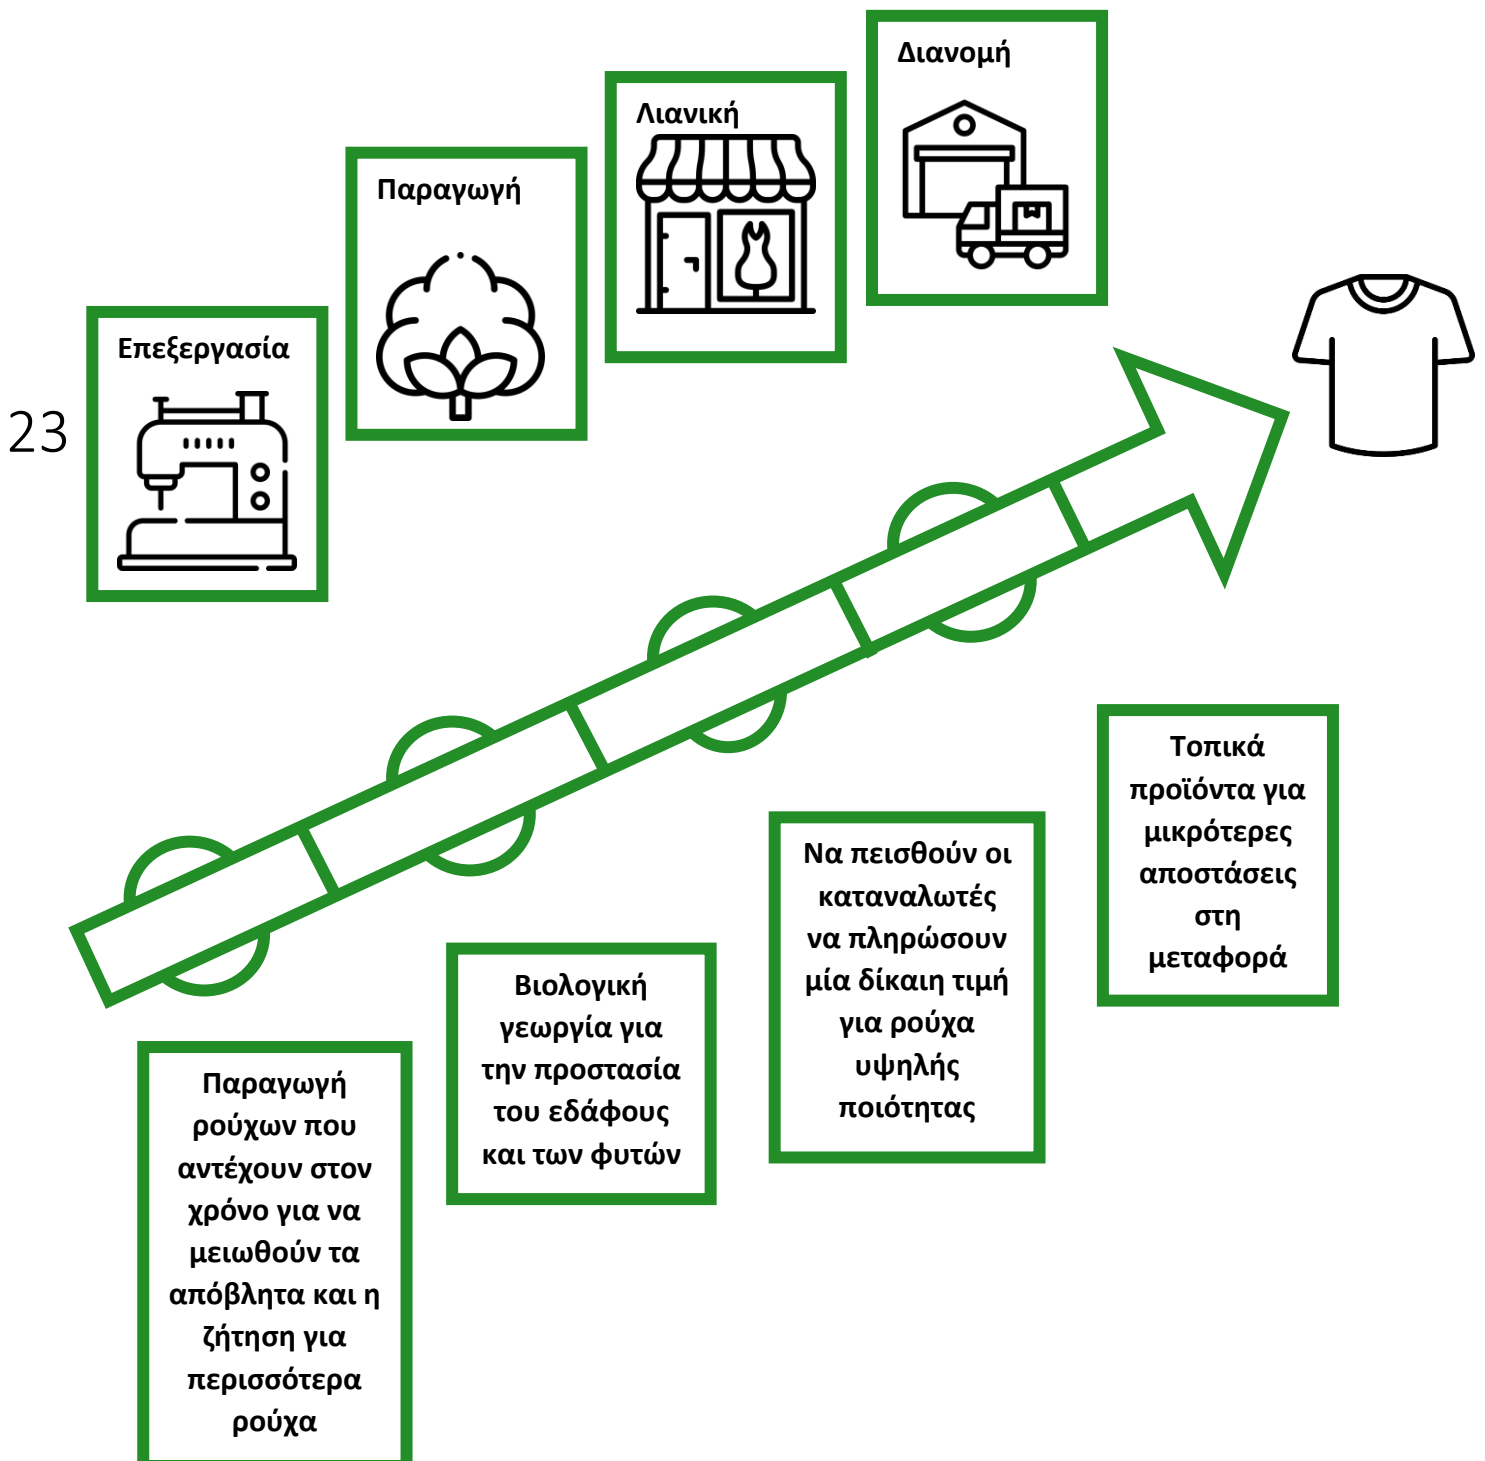 Διανομή
Λιανική
Παραγωγή
Επεξεργασία
23
Τοπικά
προϊόντα για
μικρότερες
αποστάσεις
στη
μεταφορά
Να πεισθούν οι
καταναλωτές
να πληρώσουν
μία δίκαιη τιμή
για ρούχα
υψηλής
ποιότητας
Βιολογική
γεωργία για
την προστασία
του εδάφους
και των φυτών
Παραγωγή
ρούχων που
αντέχουν στον
χρόνο για να
μειωθούν τα
απόβλητα και η
ζήτηση για
περισσότερα
ρούχα